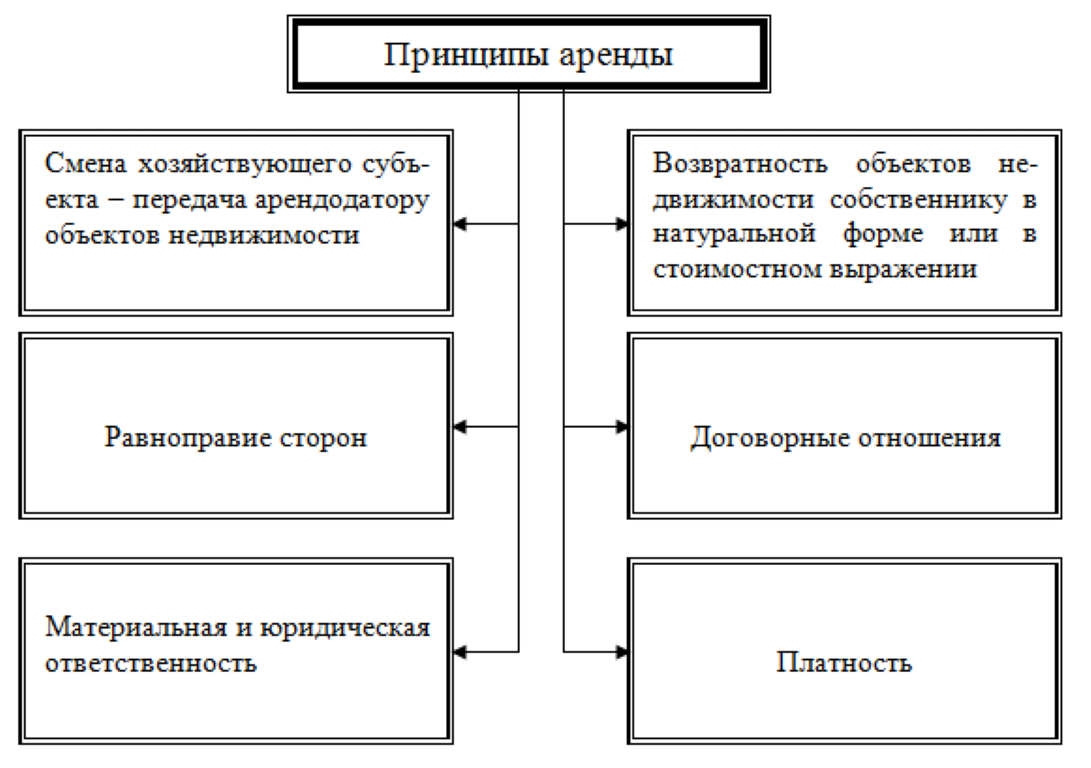 Принципы аренды
Смена хозяйствующего субъ-
екта – передача арендодатору
объектов недвижимости
Возвратность объектов не-
движимости собственнику в
натуральной форме или в
стоимостном выражении
Равноправие сторон
Договорные отношения
Материальная и юридическая
ответственность
Платность